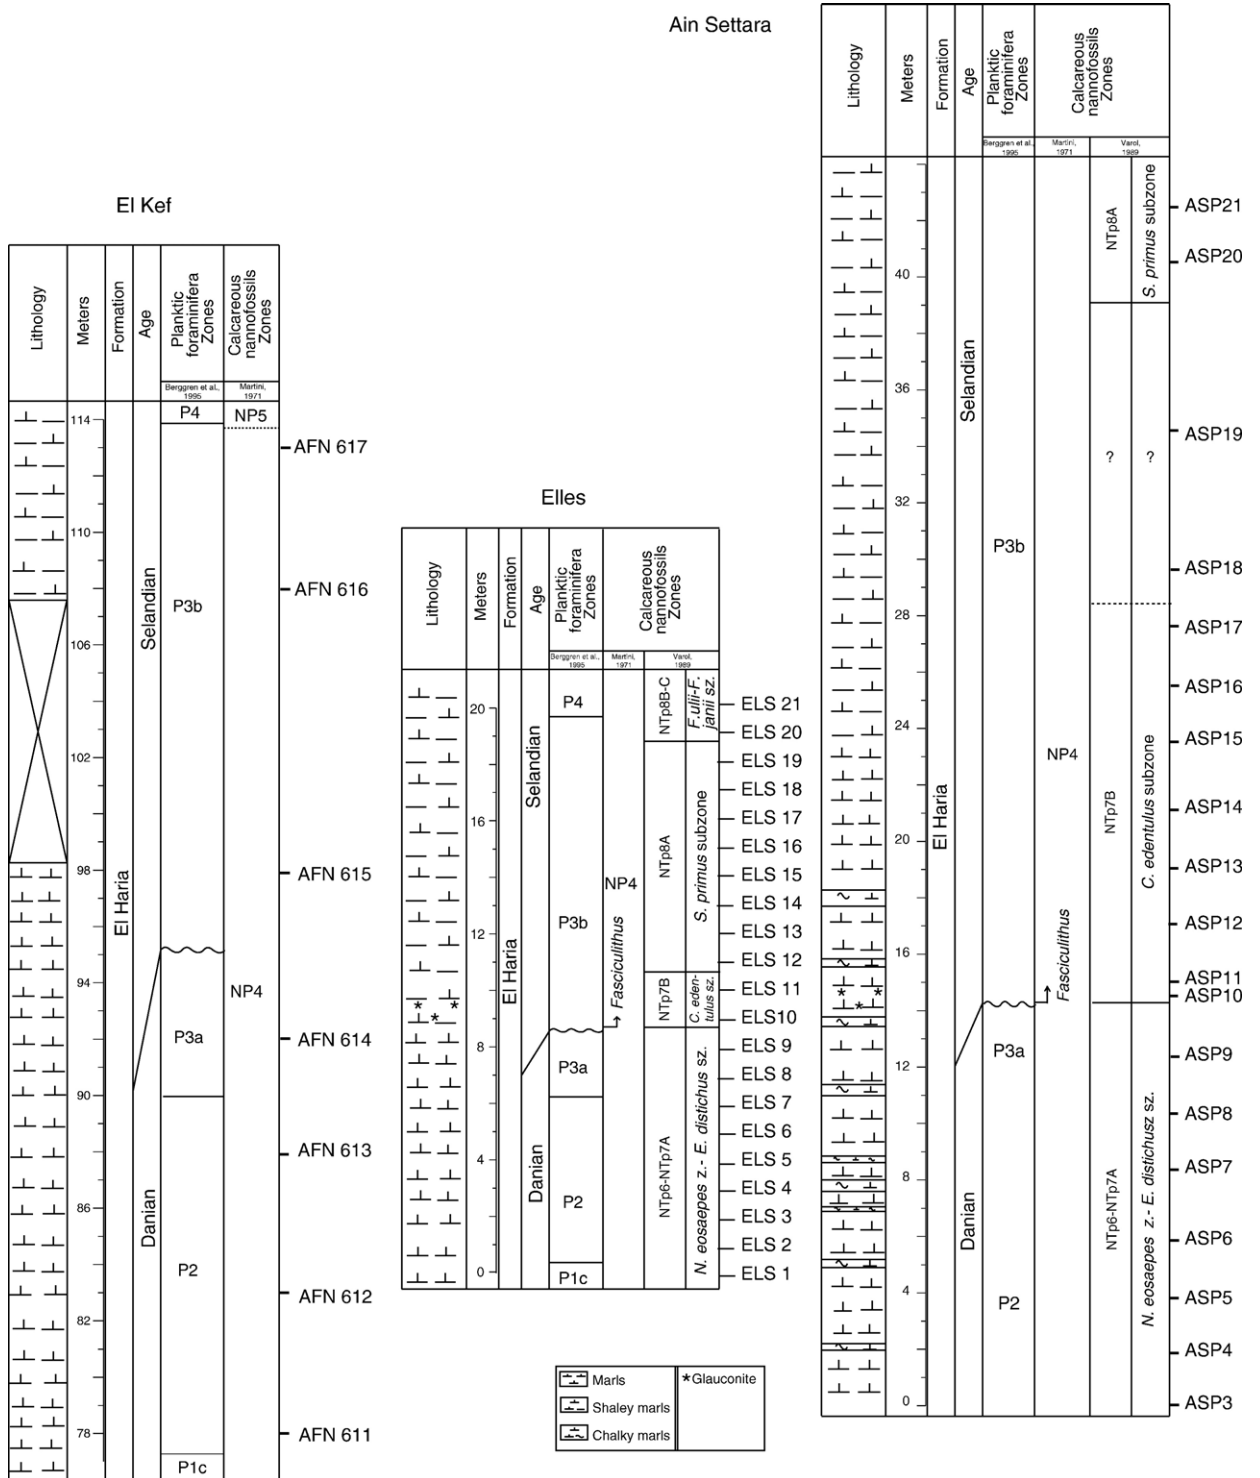 Ain Settara
Lithology
Meters
Formation
Age
Planktic
foraminifera
Zones
Calcareous
nannofossils
Zones
Berggren et al.,
1995
Martini,
1971
Varol,
1989
40
36
32
28
24
20
16
12
8
4
0
El Haria
Selandian
Danian
P3b
P3a
P2
NP4
Fasciculithus
NTp8A
?
NTp7B
NTp6-NTp7A
S. primus subzone
?
C. edentulus subzone
N. eosaepes z.- E. distichusz sz.
ASP21
ASP20
ASP19
ASP18
ASP17
ASP16
ASP15
ASP14
ASP13
ASP12
ASP11
ASP10
ASP9
ASP8
ASP7
ASP6
ASP5
ASP4
ASP3
El Kef
Lithology
Meters
Formation
Age
Planktic
foraminifera
Zones
Calcareous
nannofossils
Zones
Berggren et al.,
1995
Martini,
1971
114
110
106
102
98
94
90
86
82
78
El Haria
Selandian
Danian
P4
P3b
P3a
P2
P1c
NP5
NP4
AFN 617
AFN 616
AFN 615
AFN 614
AFN 613
AFN 612
AFN 611
Elles
Lithology
Meters
Formation
Age
Planktic
foraminifera
Zones
Calcareous
nannofossils
Zones
Berggren et al.,
1995
Martini,
1971
Varol,
1989
20
16
12
8
4
0
El Haria
Selandian
Danian
P4
P3b
P3a
P2
P1c
NP4
Fasciculithus
NTp8B-C
NTp8A
NTp7B
NTp6-NTp7A
F.ulii-F.
janii sz.
S. primus subzone
C. eden-
tulus sz.
N. eosaepes z.- E. distichus sz.
ELS 21
ELS 20
ELS 19
ELS 18
ELS 17
ELS 16
ELS 15
ELS 14
ELS 13
ELS 12
ELS 11
ELS10
ELS 9
ELS 8
ELS 7
ELS 6
ELS 5
ELS 4
ELS 3
ELS 2
ELS 1
Marls
*Glauconite
Shaley marls
Chalky marls